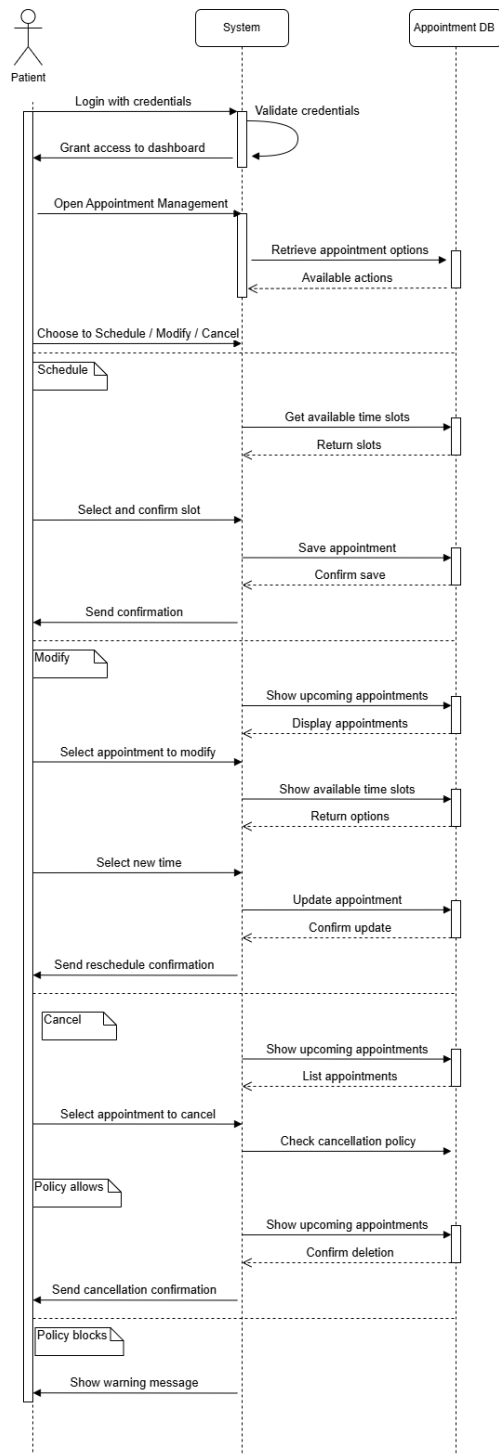 System
Appointment DB
Patient
Login with credentials
Validate credentials
Grant access to dashboard
Open Appointment Management
Retrieve appointment options
Available actions
Choose to Schedule / Modify / Cancel
Schedule
Get available time slots
Return slots
Select and confirm slot
Save appointment
Confirm save
Send confirmation
Modify
Show upcoming appointments
Display appointments
Select appointment to modify
Show available time slots
Return options
Select new time
Update appointment
Confirm update
Send reschedule confirmation
Cancel
Show upcoming appointments
List appointments
Select appointment to cancel
Check cancellation policy
Policy allows
Show upcoming appointments
Confirm deletion
Send cancellation confirmation
Policy blocks
Show warning message